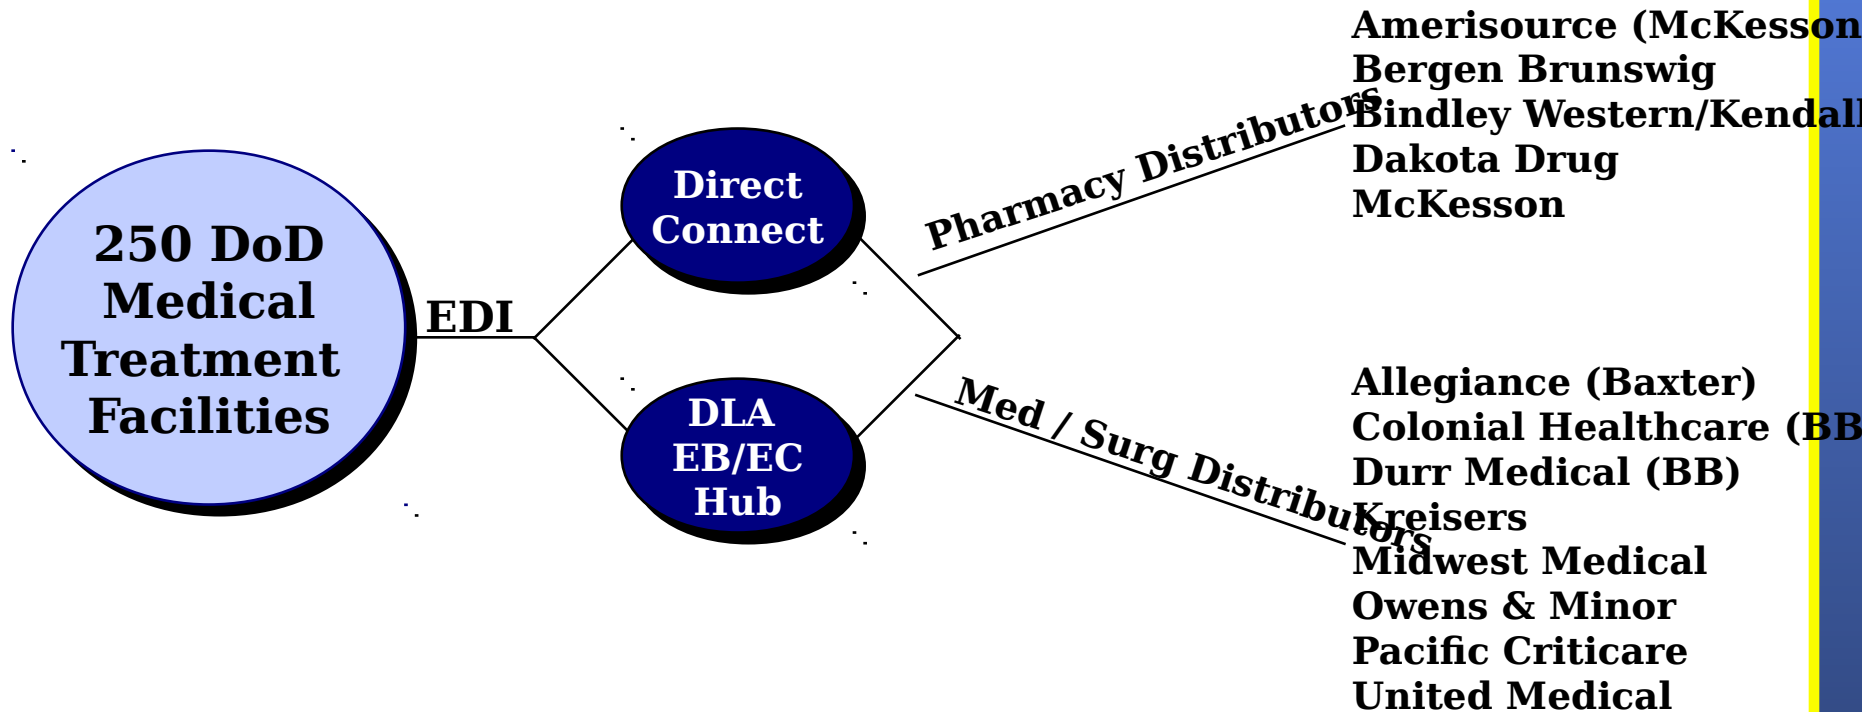 250 DoD
Medical
Treatment
Facilities
EDI
Direct
Connect
DLA
EB/EC
Hub
Pharmacy Distributors
Amerisource (McKesson
Bergen Brunswig
Bindley Western/Kendall
Dakota Drug
McKesson
Med / Surg Distributors
Allegiance (Baxter)
Colonial Healthcare (BB
Durr Medical (BB)
Kreisers
Midwest Medical
Owens & Minor
Pacific Criticare
United Medical